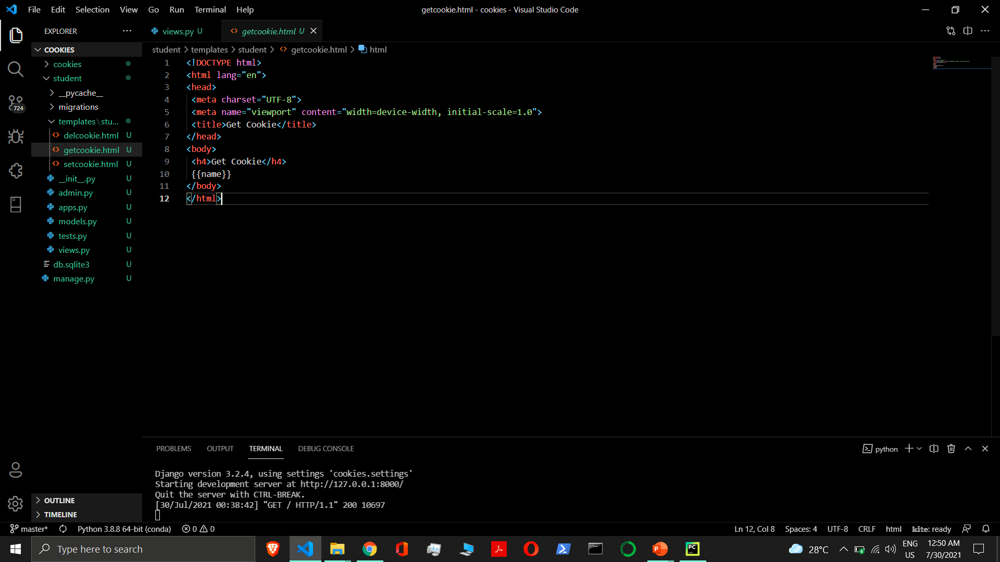 File Edit Selection View Go Run Terminal Help
getcookie.html - cookies - Visual Studio Code
EXPLORER
views.py U
getcookie.html U
COOKIES
student > templates > student > getcookie.html > html
cookies
student
__pycache__
migrations
templates\stu...
delcookie.html U
getcookie.html U
setcookie.html U
__init__.py U
admin.py U
apps.py U
models.py U
tests.py U
views.py U
db.sqlite3 U
manage.py U
724
1 <!DOCTYPE html>
2 <html lang="en">
3 <head>
4 <meta charset="UTF-8">
5 <meta name="viewport" content="width=device-width, initial-scale=1.0">
6 <title>Get Cookie</title>
7 </head>
8 <body>
9 <h4>Get Cookie</h4>
10 {{name}}
11 </body>
12 </html>
PROBLEMS OUTPUT TERMINAL DEBUG CONSOLE
python
Django version 3.2.4, using settings 'cookies.settings'
Starting development server at http://127.0.0.1:8000/
Quit the server with CTRL-BREAK.
[30/Jul/2021 00:38:42] "GET / HTTP/1.1" 200 10697
OUTLINE
TIMELINE
master* Python 3.8.8 64-bit (conda) 0 0
Ln 12, Col 8 Spaces: 4 UTF-8 CRLF html kite: ready
Type here to search
28°C
ENG
US
12:50 AM
7/30/2021